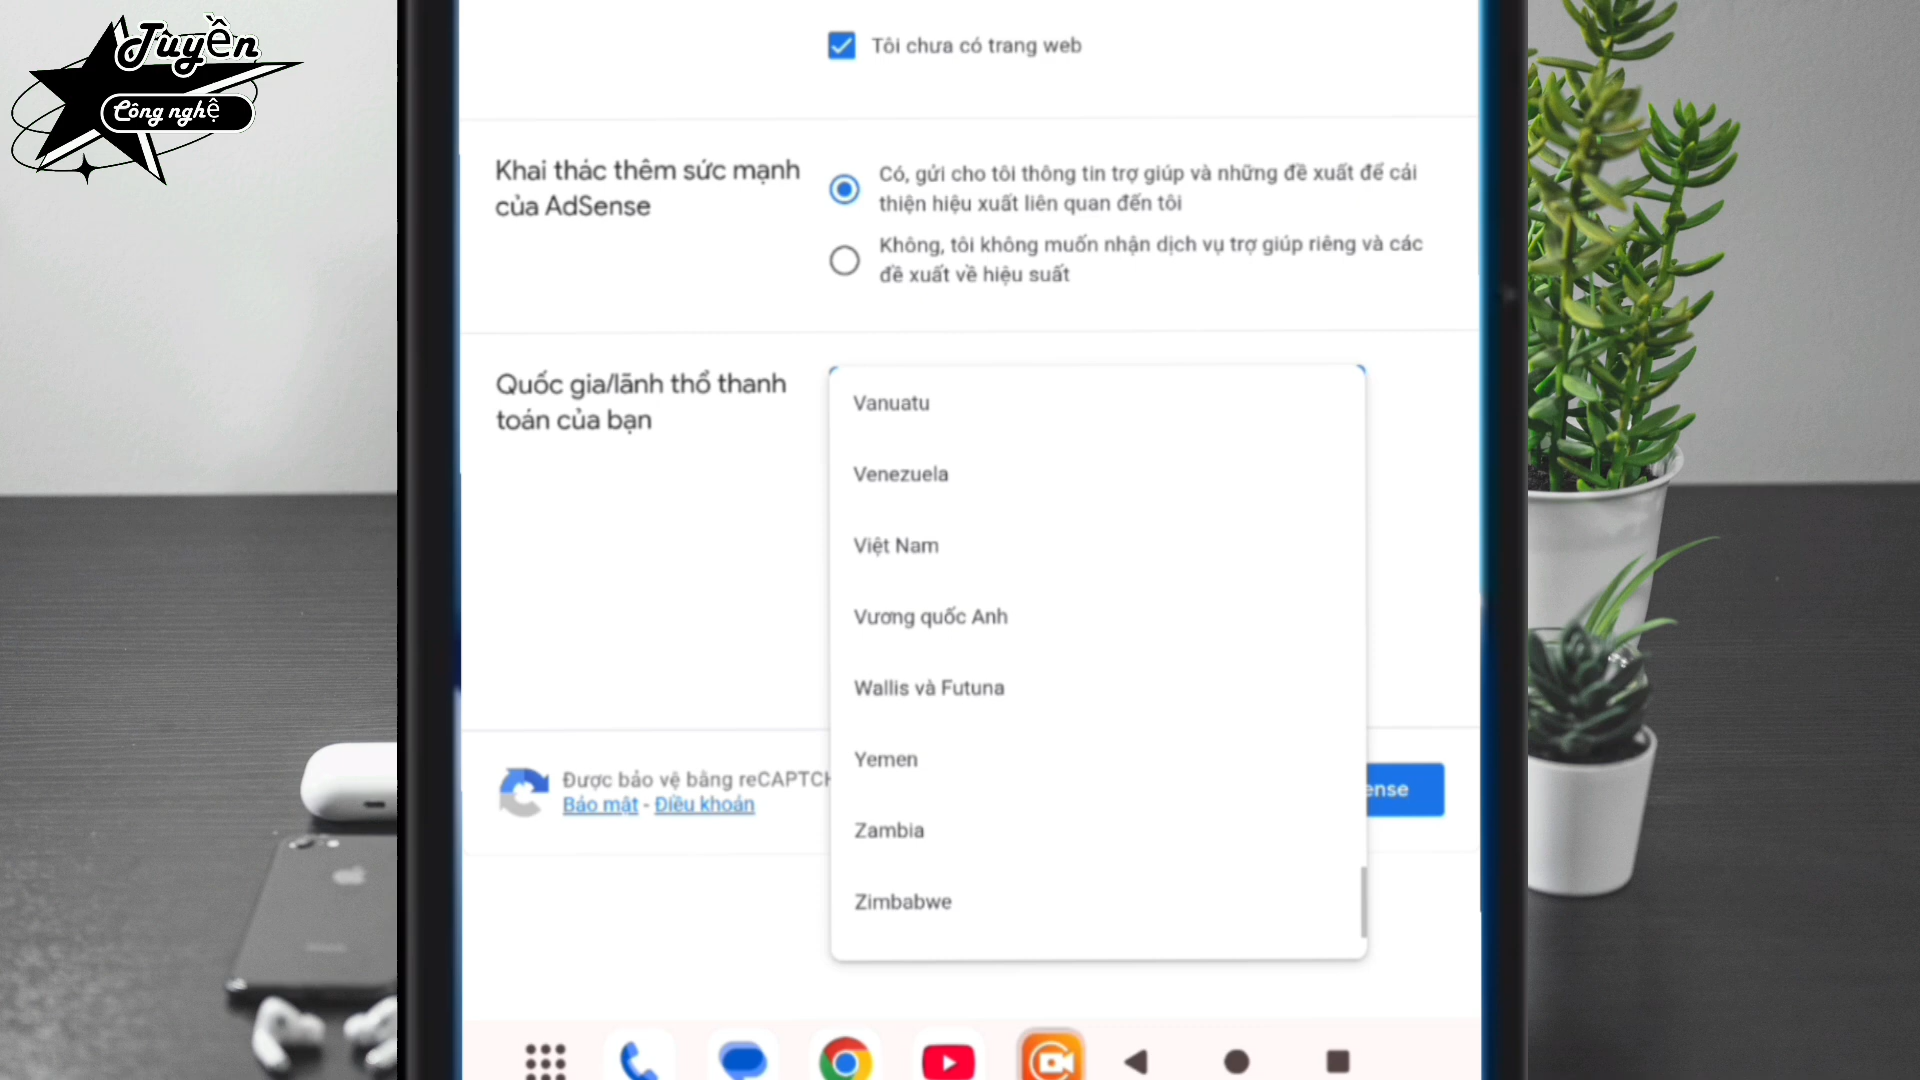 Tuyền
Công nghệ
Tôi chưa có trang web
Khai thác thêm sức mạnh
của AdSense
Có, gửi cho tôi thông tin trợ giúp và những đề xuất để cải
thiện hiệu xuất liên quan đến tôi
Không, tôi không muốn nhận dịch vụ trợ giúp riêng và các
đề xuất về hiệu suất
Quốc gia/lãnh thổ thanh
toán của bạn
Vanuatu
Venezuela
Việt Nam
Vương quốc Anh
Wallis và Futuna
Yemen
Zambia
Zimbabwe
Được bảo vệ bằng reCAPTCH
Bảo mật - Điều khoản
ense